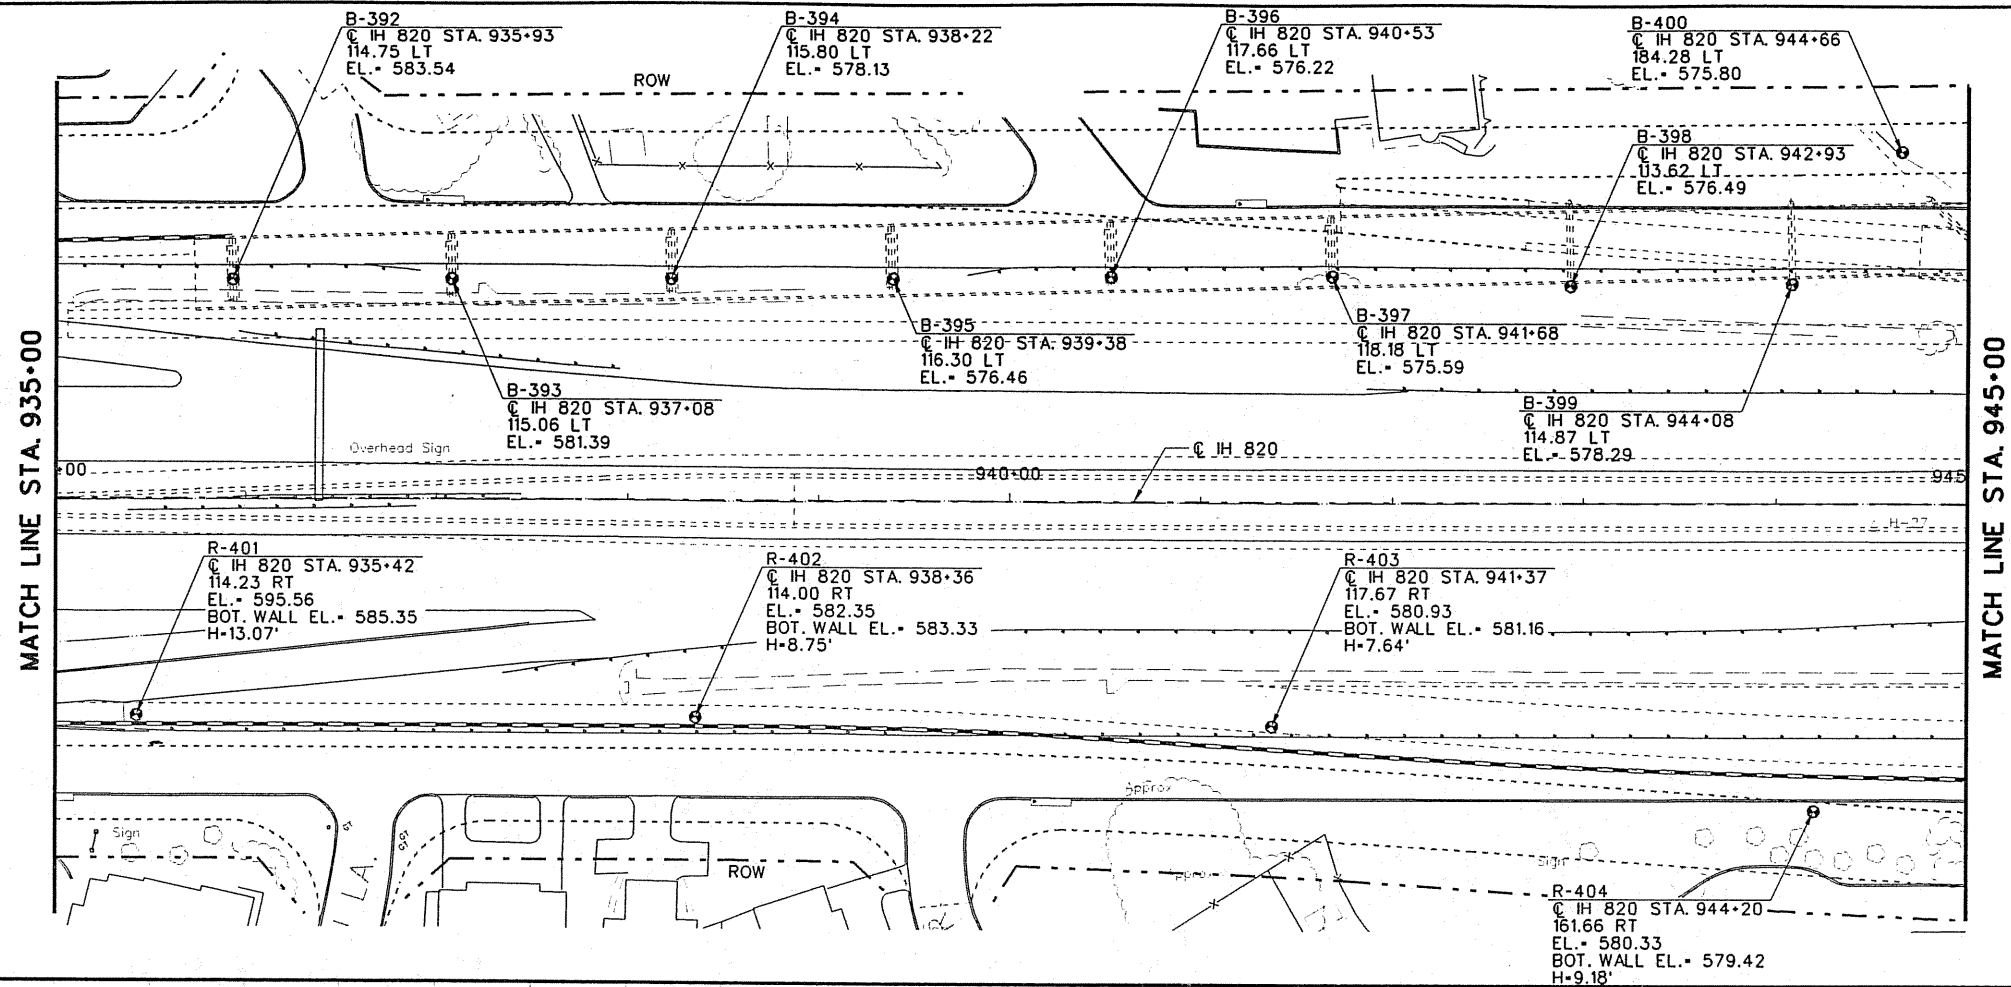 B-392
℄ IH 820 STA. 935+93
114.75 LT
EL.= 583.54
B-394
℄ IH 820 STA. 938+22
115.80 LT
EL.= 578.13
B-396
℄ IH 820 STA. 940+53
117.66 LT
EL.= 576.22
B-400
℄ IH 820 STA. 944+66
184.28 LT
EL.= 575.80
ROW
B-398
℄ IH 820 STA. 942+93
113.62 LT
EL.= 576.49
B-395
℄ IH 820 STA. 939+38
116.30 LT
EL.= 576.46
B-397
℄ IH 820 STA. 941+68
118.18 LT
EL.= 575.59
B-393
℄ IH 820 STA. 937+08
115.06 LT
EL.= 581.39
B-399
℄ IH 820 STA. 944+08
114.87 LT
EL.= 578.29
MATCH LINE STA. 935+00
MATCH LINE STA. 945+00
Overhead Sign
℄ IH 820
+00
940+00
945
R-401
℄ IH 820 STA. 935+42
114.23 RT
EL.= 595.56
BOT. WALL EL.= 585.35
H=13.07'
R-402
℄ IH 820 STA. 938+36
114.00 RT
EL.= 582.35
BOT. WALL EL.= 583.33
H=8.75'
R-403
℄ IH 820 STA. 941+37
117.67 RT
EL.= 580.93
BOT. WALL EL.= 581.16
H=7.64'
Approx
Sign
LA.
GT
ROW
Approx
Sign
R-404
℄ IH 820 STA. 944+20
161.66 RT
EL.= 580.33
BOT. WALL EL.= 579.42
H=9.18'